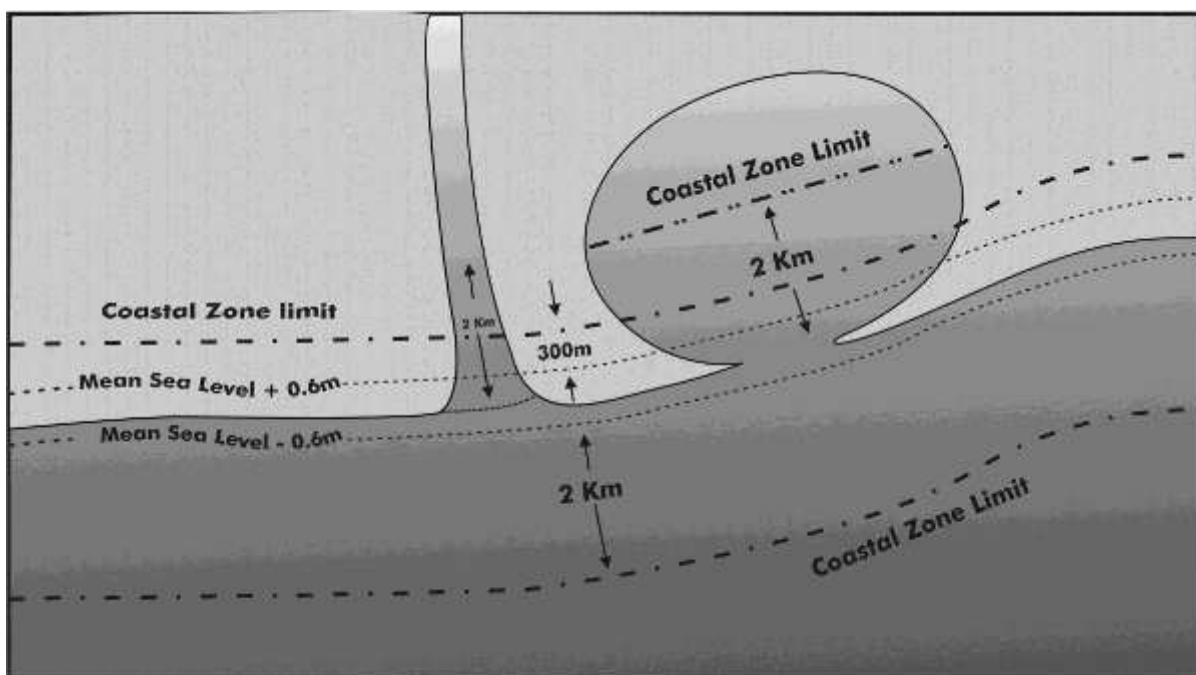 Coastal Zone Limit
2 Km
Coastal Zone limit
2 Km
300m
Mean Sea Level + 0.6m
Mean Sea Level - 0.6m
2 Km
Coastal Zone Limit